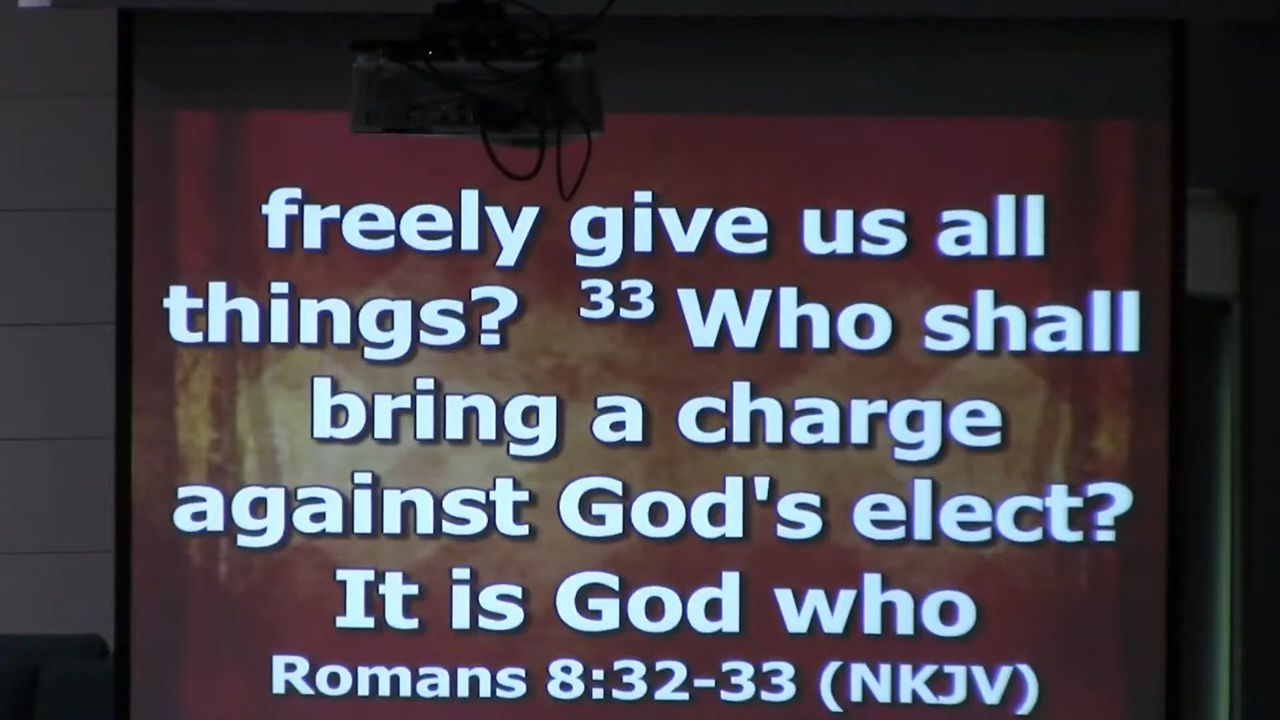 freely give us all
things? 33 Who shall
bring a charge
against God's elect?
It is God who
Romans 8:32-33 (NKJV)